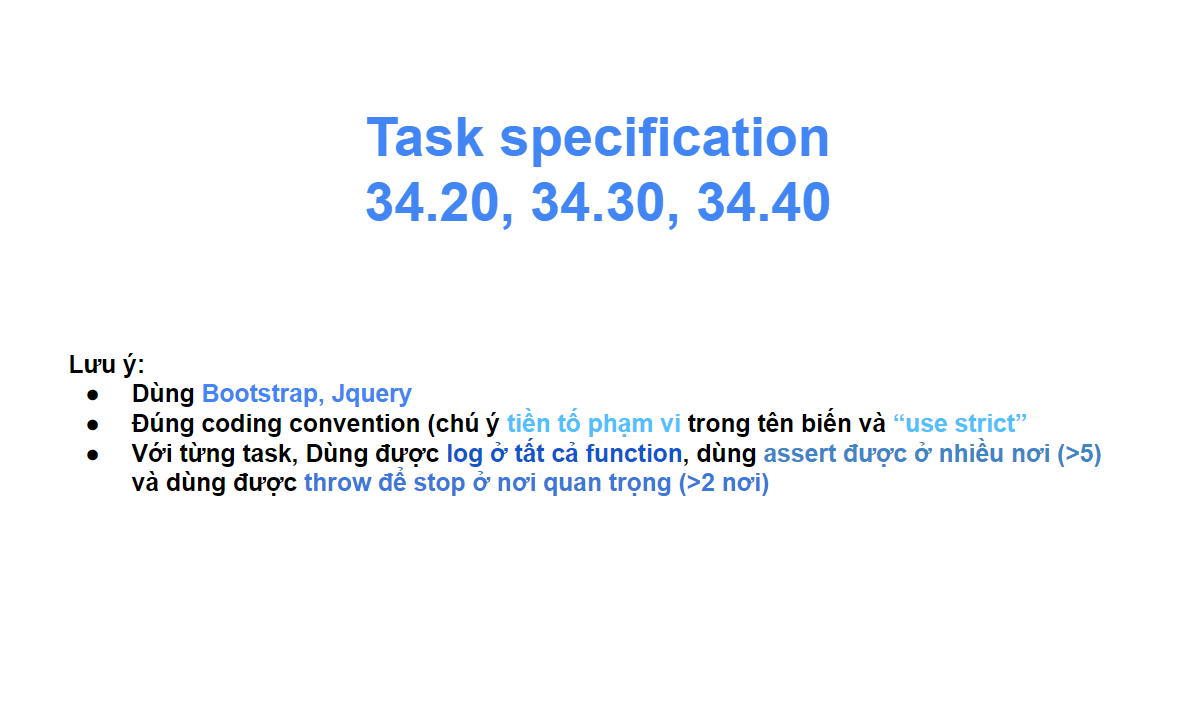 Task specification
34.20, 34.30, 34.40
Lưu ý:
● Dùng Bootstrap, Jquery
● Đúng coding convention (chú ý tiền tố phạm vi trong tên biến và “use strict”
● Với từng task, Dùng được log ở tất cả function, dùng assert được ở nhiều nơi (>5)
và dùng được throw để stop ở nơi quan trọng (>2 nơi)